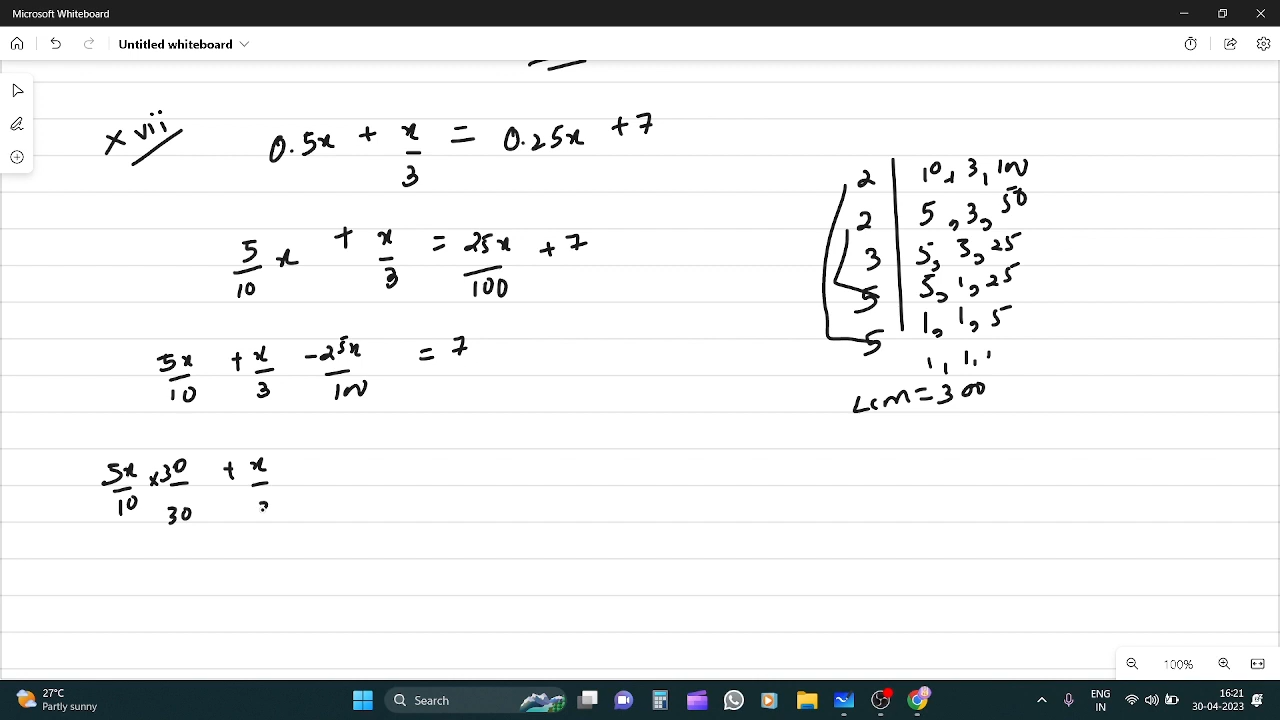 Microsoft Whiteboard
Untitled whiteboard
xvii 0.5x + x/3 = 0.25x + 7
5/10 x + x/3 = 25x/100 + 7
5x/10 + x/3 - 25x/100 = 7
5x/10 × 30/30 + x/3
2 | 10, 3, 100
2 | 5, 3, 50
3 | 5, 3, 25
5 | 5, 1, 25
5 | 1, 1, 5
1, 1, 1
LCM = 300
100%
27°C
Partly sunny
Search
ENG
IN
16:21
30-04-2023